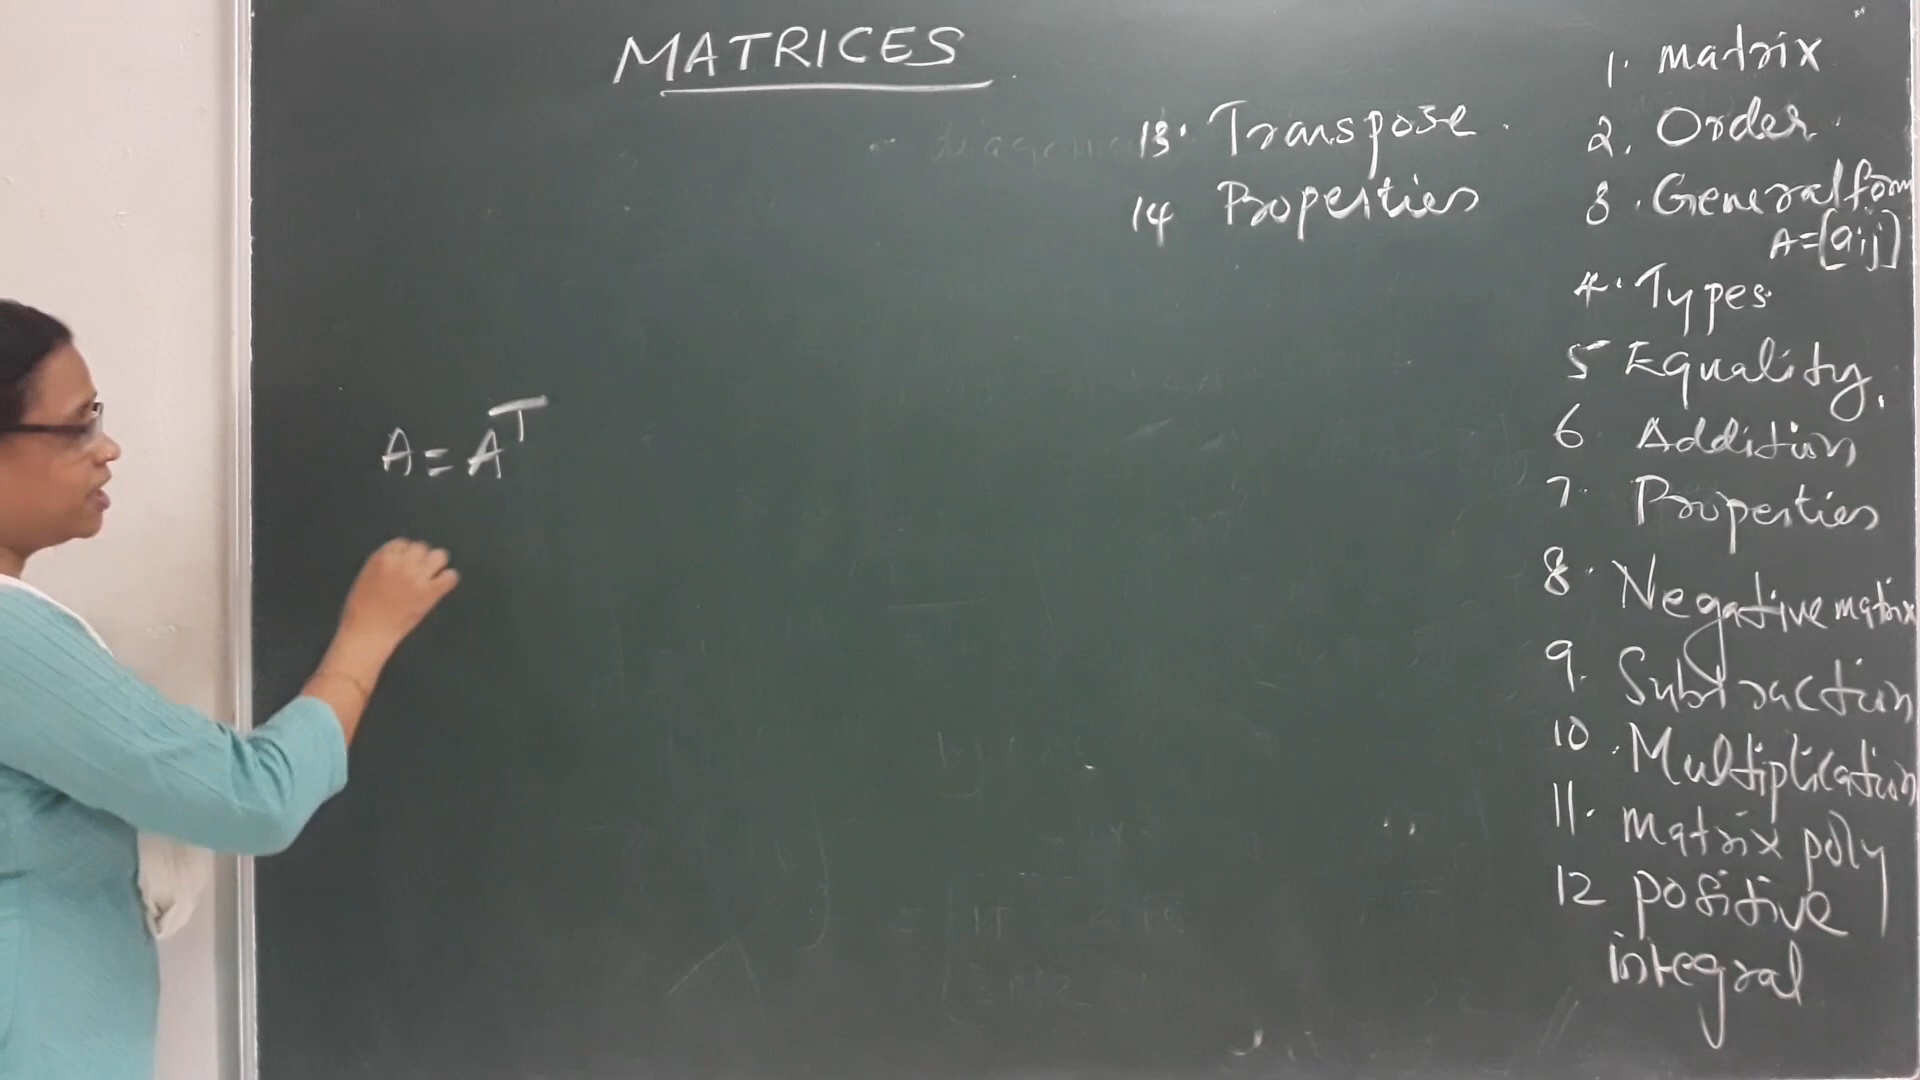 MATRICES
13. Transpose
14 Properties
1. matrix
2. Order
3. General form
A=[aij]
4. Types
5 Equality
6 Addition
7. Properties
8. Negative matrix
9. Subtraction
10. Multiplication
11. matrix poly
12 positive
integral
A=A^T